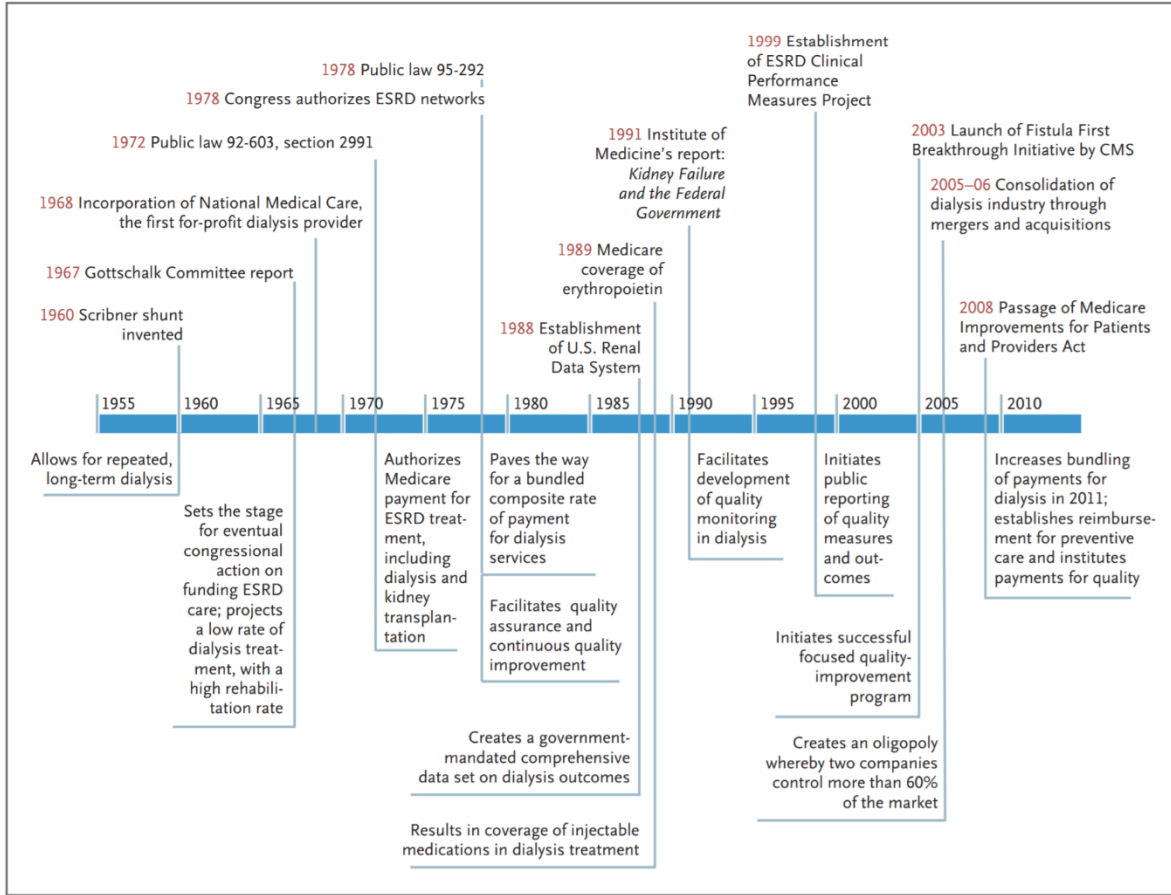 1978 Public law 95-292
1978 Congress authorizes ESRD networks
1972 Public law 92-603, section 2991
1968 Incorporation of National Medical Care,
the first for-profit dialysis provider
1967 Gottschalk Committee report
1960 Scribner shunt
invented
1999 Establishment
of ESRD Clinical
Performance
Measures Project
1991 Institute of
Medicine's report:
Kidney Failure
and the Federal
Government
1989 Medicare
coverage of
erythropoietin
1988 Establishment
of U.S. Renal
Data System
2003 Launch of Fistula First
Breakthrough Initiative by CMS
2005–06 Consolidation of
dialysis industry through
mergers and acquisitions
2008 Passage of Medicare
Improvements for Patients
and Providers Act
1955 1960 1965 1970 1975 1980 1985 1990 1995 2000 2005 2010
Allows for repeated,
long-term dialysis
Sets the stage
for eventual
congressional
action on
funding ESRD
care; projects
a low rate of
dialysis treat-
ment, with a
high rehabili-
tation rate
Authorizes
Medicare
payment for
ESRD treat-
ment,
including
dialysis and
kidney
transplan-
tation
Paves the way
for a bundled
composite rate
of payment
for dialysis
services
Facilitates quality
assurance and
continuous quality
improvement
Creates a government-
mandated comprehensive
data set on dialysis outcomes
Results in coverage of injectable
medications in dialysis treatment
Facilitates
development
of quality
monitoring
in dialysis
Initiates
public
reporting
of quality
measures
and out-
comes
Initiates successful
focused quality-
improvement
program
Creates an oligopoly
whereby two companies
control more than 60%
of the market
Increases bundling
of payments for
dialysis in 2011;
establishes reimburse-
ment for preventive
care and institutes
payments for quality